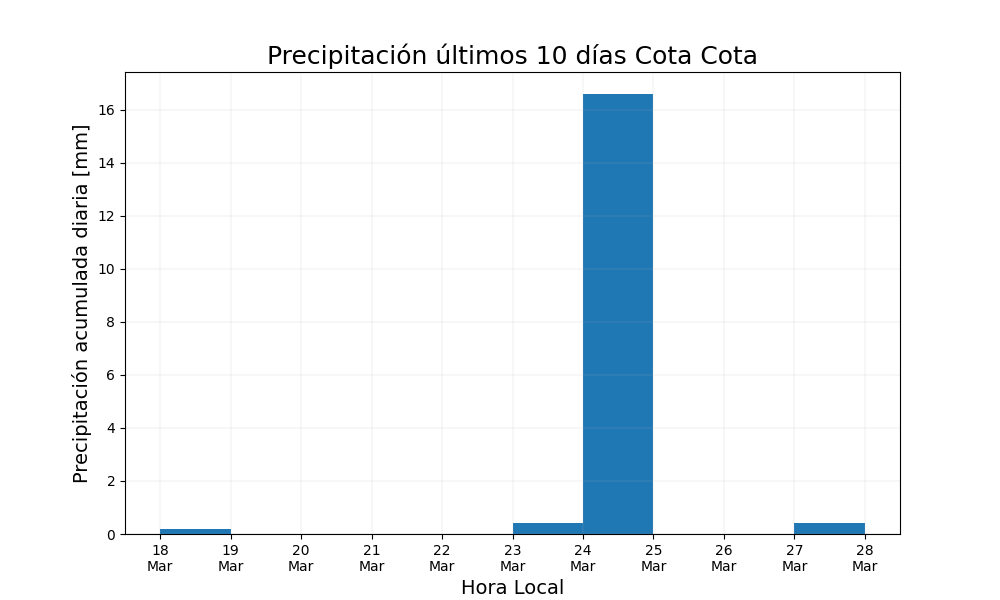 Precipitación últimos 10 días Cota Cota
Precipitación acumulada diaria [mm]
16
14
12
10
8
6
4
2
0
18 19 20 21 22 23 24 25 26 27 28
Mar Mar Mar Mar Mar Mar Mar Mar Mar Mar Mar
Hora Local